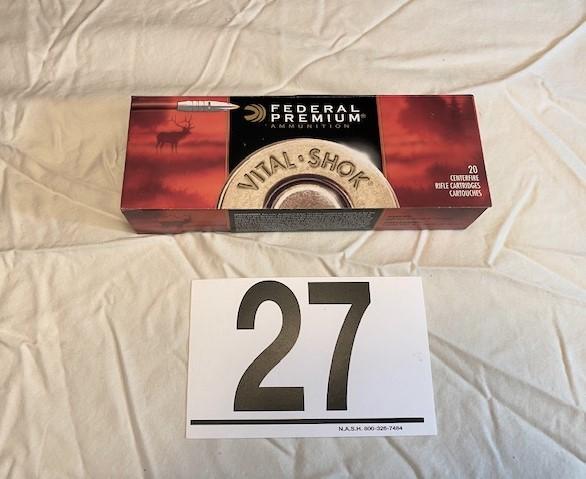 FEDERAL
PREMIUM®
AMMUNITION
VITAL·SHOK®
20
CENTERFIRE
RIFLE CARTRIDGES
CARTOUCHES
27
N.A.S.H. 800-326-7484